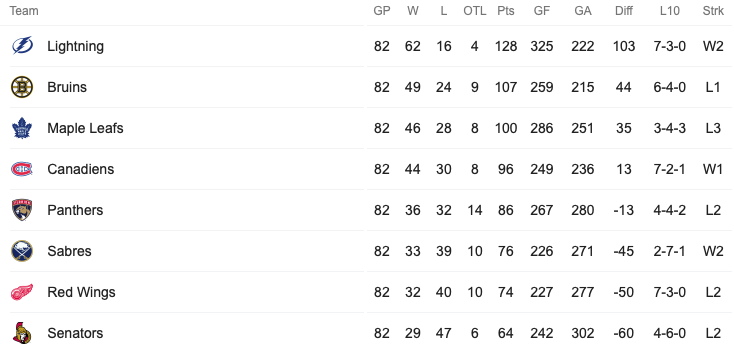 Team GP W L OTL Pts GF GA Diff L10 Strk
Lightning 82 62 16 4 128 325 222 103 7-3-0 W2
Bruins 82 49 24 9 107 259 215 44 6-4-0 L1
Maple Leafs 82 46 28 8 100 286 251 35 3-4-3 L3
Canadiens 82 44 30 8 96 249 236 13 7-2-1 W1
Panthers 82 36 32 14 86 267 280 -13 4-4-2 L2
Sabres 82 33 39 10 76 226 271 -45 2-7-1 W2
Red Wings 82 32 40 10 74 227 277 -50 7-3-0 L2
Senators 82 29 47 6 64 242 302 -60 4-6-0 L2